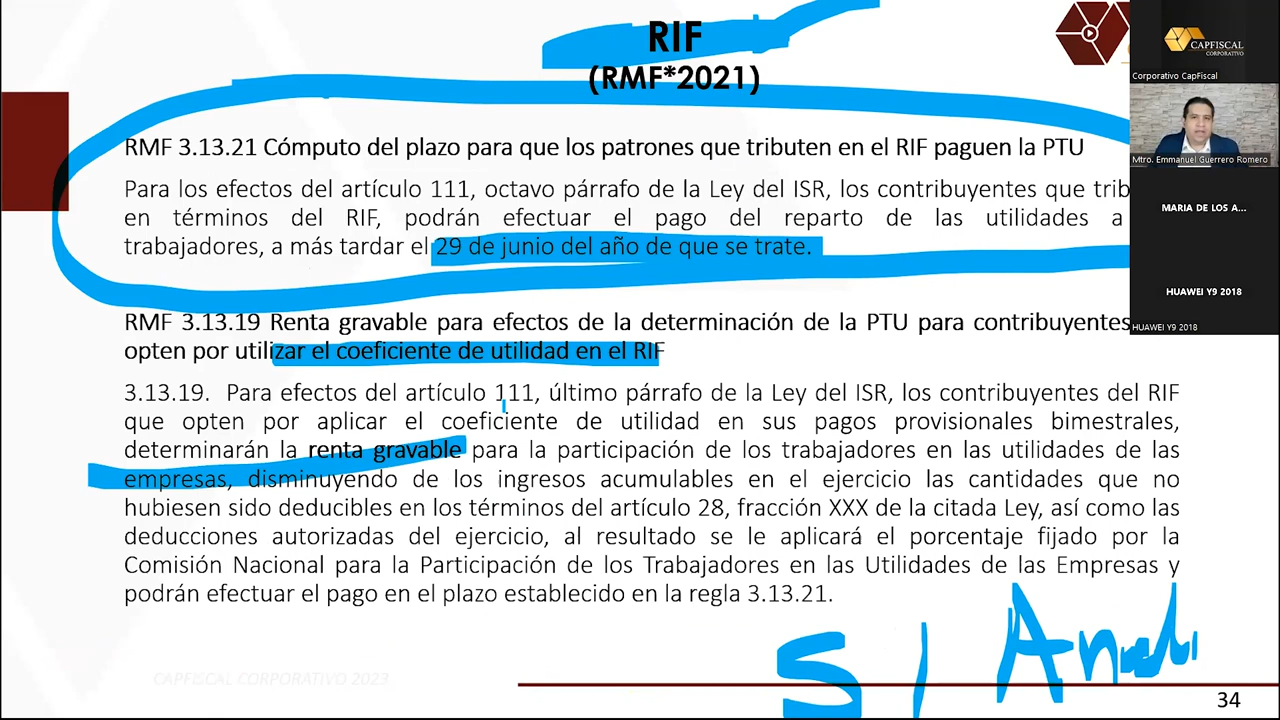 RIF
(RMF*2021)
CAPFISCAL
CORPORATIVO
Corporativo CapFiscal
RMF 3.13.21 Cómputo del plazo para que los patrones que tributen en el RIF paguen la PTU
Mtro. Emmanuel Guerrero Romero
Para los efectos del artículo 111, octavo párrafo de la Ley del ISR, los contribuyentes que trib
MARIA DE LOS A...
en términos del RIF, podrán efectuar el pago del reparto de las utilidades a
trabajadores, a más tardar el 29 de junio del año de que se trate.
HUAWEI Y9 2018
HUAWEI Y9 2018
RMF 3.13.19 Renta gravable para efectos de la determinación de la PTU para contribuyentes
opten por utilizar el coeficiente de utilidad en el RIF
3.13.19. Para efectos del artículo 111, último párrafo de la Ley del ISR, los contribuyentes del RIF
que opten por aplicar el coeficiente de utilidad en sus pagos provisionales bimestrales,
determinarán la renta gravable para la participación de los trabajadores en las utilidades de las
empresas, disminuyendo de los ingresos acumulables en el ejercicio las cantidades que no
hubiesen sido deducibles en los términos del artículo 28, fracción XXX de la citada Ley, así como las
deducciones autorizadas del ejercicio, al resultado se le aplicará el porcentaje fijado por la
Comisión Nacional para la Participación de los Trabajadores en las Utilidades de las Empresas y
podrán efectuar el pago en el plazo establecido en la regla 3.13.21.
CAPFISCAL CORPORATIVO 2023
34